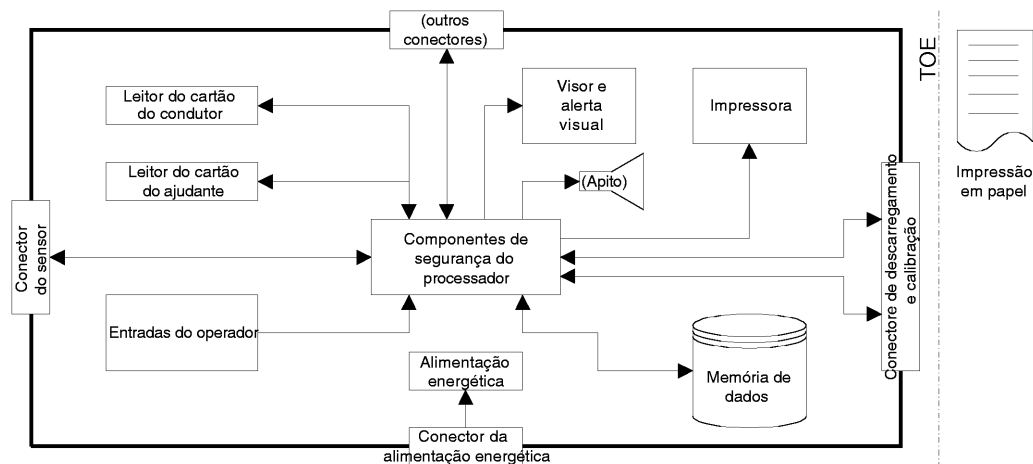 (outros
conectores)
TOE
Leitor do cartão
do condutor
Visor e
alerta
visual
Impressora
Leitor do cartão
do ajudante
(Apito)
Impressão
em papel
Conector
do sensor
Componentes de
segurança do
processador
Conectore de descarregamento
e calibração
Entradas do operador
Alimentação
energética
Memória de
dados
Conector da
alimentação energética